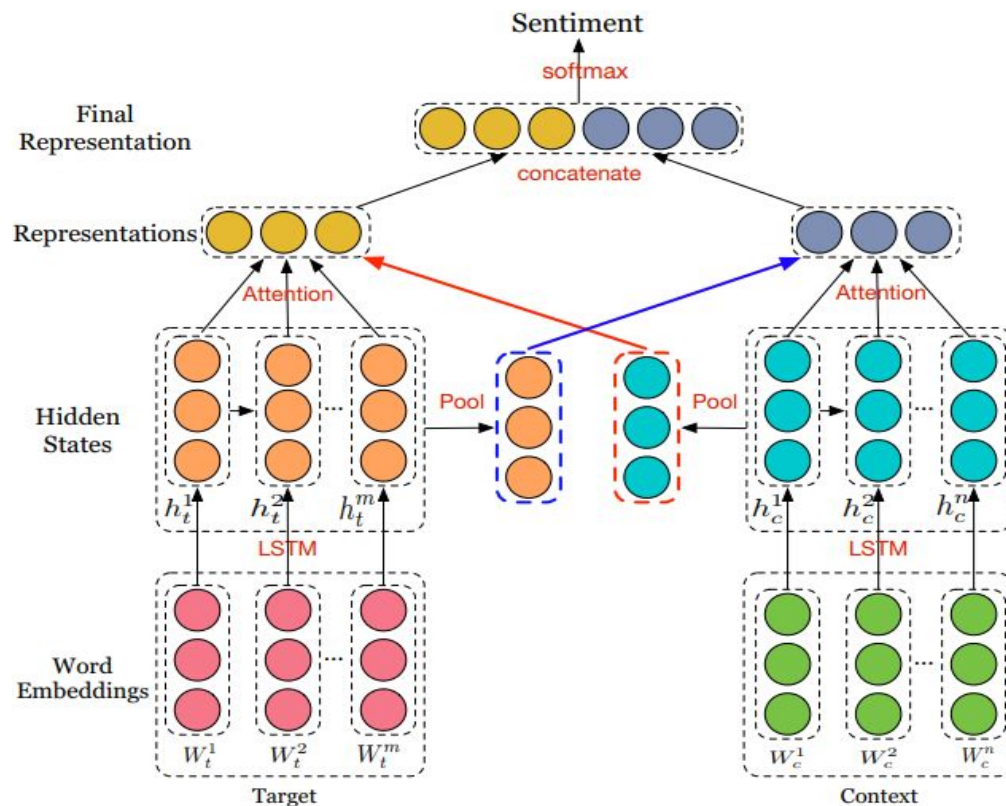 Sentiment
softmax
Final
Representation
concatenate
Representations
Attention
Attention
Hidden
States
Pool
Pool
...
...
h_t^1
h_t^2
h_t^m
h_c^1
h_c^2
h_c^n
LSTM
LSTM
Word
Embeddings
...
...
W_t^1
W_t^2
W_t^m
W_c^1
W_c^2
W_c^n
Target
Context